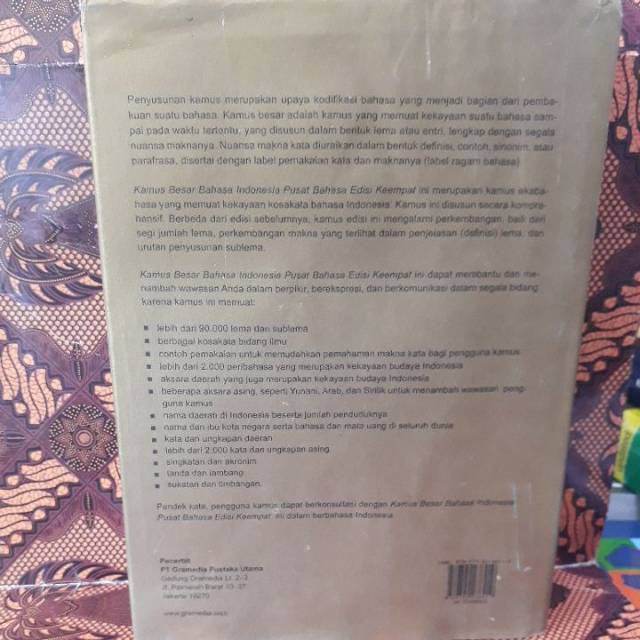 Penyusunan kamus merupakan upaya kodifikasi bahasa yang menjadi bagian dari pemba-
kuan suatu bahasa. Kamus besar adalah kamus yang memuat kekayaan suatu bahasa sam-
pai pada waktu tertentu, yang disusun dalam bentuk lema atau entri, lengkap dengan segala
nuansa maknanya. Nuansa makna kata diuraikan dalam bentuk definisi, contoh, sinonim, atau
parafrasa, disertai dengan label pemakaian kata dan maknanya (label ragam bahasa).
Kamus Besar Bahasa Indonesia Pusat Bahasa Edisi Keempat ini merupakan kamus ekaba-
hasa yang memuat kekayaan kosakata bahasa Indonesia. Kamus ini disusun secara kompre-
hensif. Berbeda dari edisi sebelumnya, kamus edisi ini mengalami perkembangan, baik dari
segi jumlah lema, perkembangan makna yang terlihat dalam penjelasan (definisi) lema, dan
urutan penyusunan sublema.
Kamus Besar Bahasa Indonesia Pusat Bahasa Edisi Keempat ini dapat membantu dan me-
nambah wawasan Anda dalam berpikir, berekspresi, dan berkomunikasi dalam segala bidang
karena kamus ini memuat:
■ lebih dari 90.000 lema dan sublema
■ berbagai kosakata bidang ilmu
■ contoh pemakaian untuk memudahkan pemahaman makna kata bagi pengguna kamus
■ lebih dari 2.000 peribahasa yang merupakan kekayaan budaya Indonesia
■ aksara daerah yang juga merupakan kekayaan budaya Indonesia
■ beberapa aksara asing, seperti Yunani, Arab, dan Sirilik untuk menambah wawasan peng-
guna kamus
■ nama daerah di Indonesia beserta jumlah penduduknya
■ nama dan ibu kota negara serta bahasa dan mata uang di seluruh dunia
■ kata dan ungkapan daerah
■ lebih dari 2.000 kata dan ungkapan asing
■ singkatan dan akronim
■ tanda dan lambang
■ sukatan dan timbangan.
Pendek kata, pengguna kamus dapat berkonsultasi dengan Kamus Besar Bahasa Indonesia
Pusat Bahasa Edisi Keempat ini dalam berbahasa Indonesia.
Penerbit
PT Gramedia Pustaka Utama
Gedung Gramedia Lt. 2-3
Jl. Palmerah Barat 33-37
Jakarta 10270
www.gramedia.com